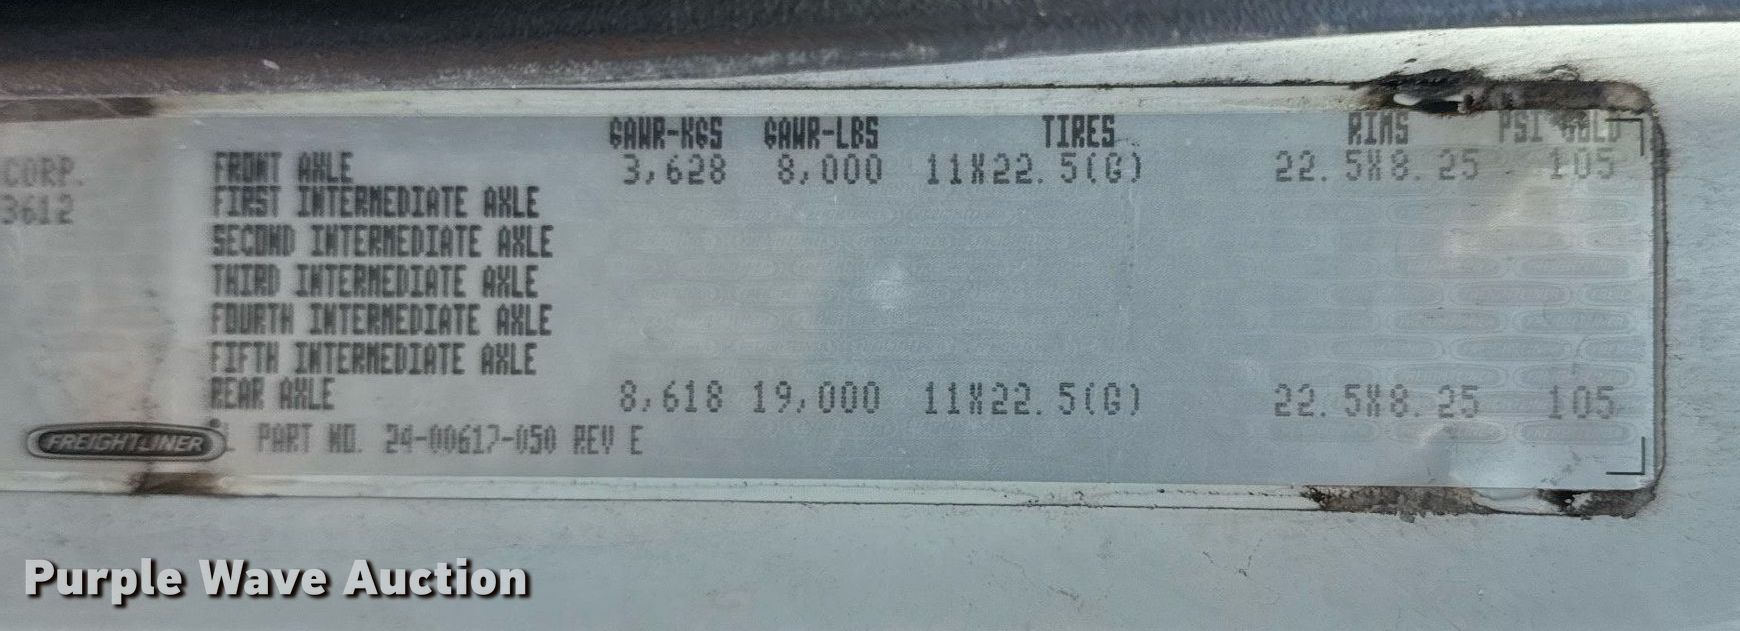 GAWR-KGS GAWR-LBS TIRES RIMS PSI COLD
CORP. FRONT AXLE 3,628 8,000 11X22.5(G) 22.5X8.25 105
3612 FIRST INTERMEDIATE AXLE
SECOND INTERMEDIATE AXLE
THIRD INTERMEDIATE AXLE
FOURTH INTERMEDIATE AXLE
FIFTH INTERMEDIATE AXLE
REAR AXLE 8,618 19,000 11X22.5(G) 22.5X8.25 105
FREIGHTLINER PART NO. 24-00617-050 REV E
Purple Wave Auction